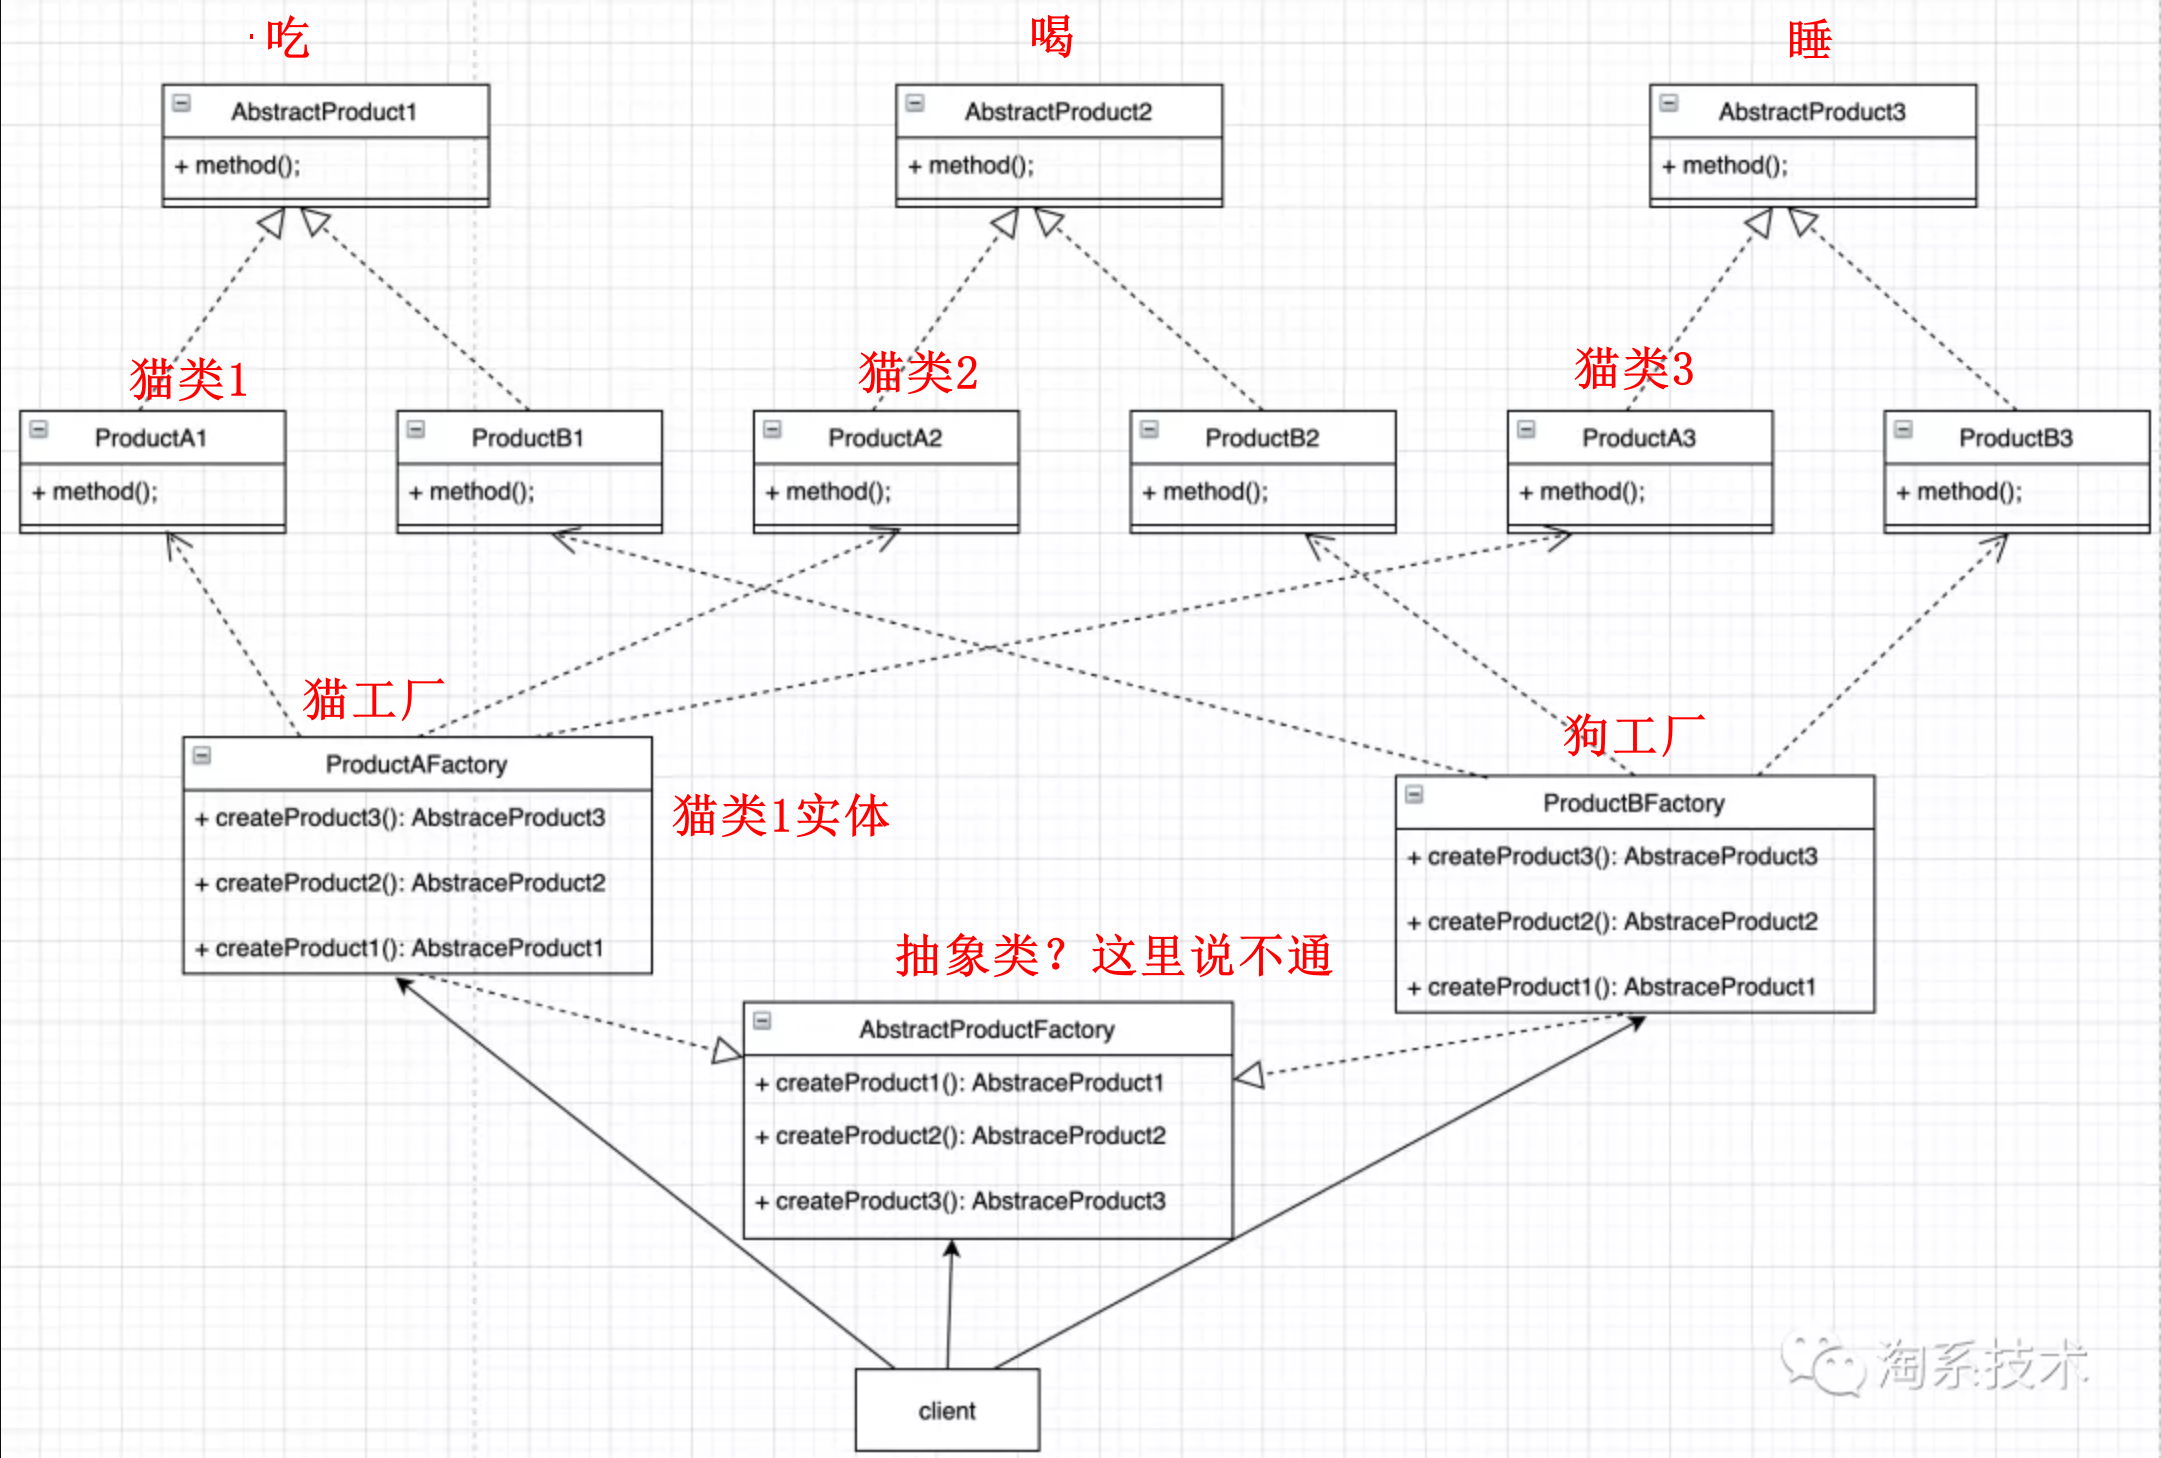 ·吃
喝
睡
AbstractProduct1
+ method();
AbstractProduct2
+ method();
AbstractProduct3
+ method();
猫类1
猫类2
猫类3
ProductA1
+ method();
ProductB1
+ method();
ProductA2
+ method();
ProductB2
+ method();
ProductA3
+ method();
ProductB3
+ method();
猫工厂
狗工厂
ProductAFactory
+ createProduct3(): AbstraceProduct3
+ createProduct2(): AbstraceProduct2
+ createProduct1(): AbstraceProduct1
猫类1实体
ProductBFactory
+ createProduct3(): AbstraceProduct3
+ createProduct2(): AbstraceProduct2
+ createProduct1(): AbstraceProduct1
抽象类？这里说不通
AbstractProductFactory
+ createProduct1(): AbstraceProduct1
+ createProduct2(): AbstraceProduct2
+ createProduct3(): AbstraceProduct3
client
淘系技术